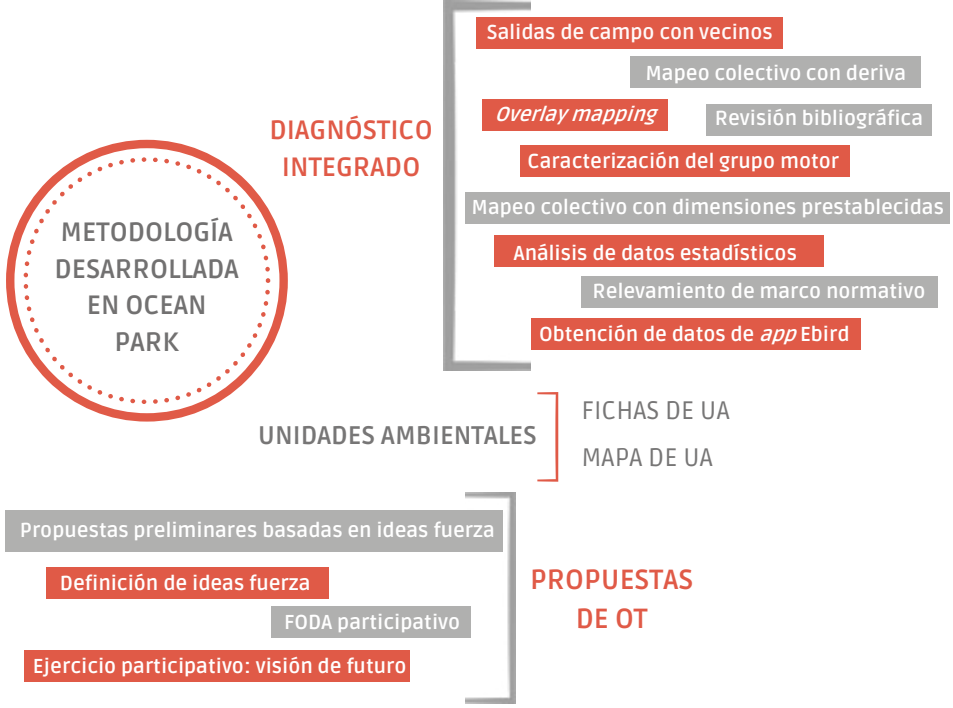 METODOLOGÍA
DESARROLLADA
EN OCEAN
PARK
DIAGNÓSTICO
INTEGRADO
Salidas de campo con vecinos
Mapeo colectivo con deriva
Overlay mapping
Revisión bibliográfica
Caracterización del grupo motor
Mapeo colectivo con dimensiones prestablecidas
Análisis de datos estadísticos
Relevamiento de marco normativo
Obtención de datos de app Ebird
UNIDADES AMBIENTALES
FICHAS DE UA
MAPA DE UA
Propuestas preliminares basadas en ideas fuerza
Definición de ideas fuerza
FODA participativo
Ejercicio participativo: visión de futuro
PROPUESTAS
DE OT